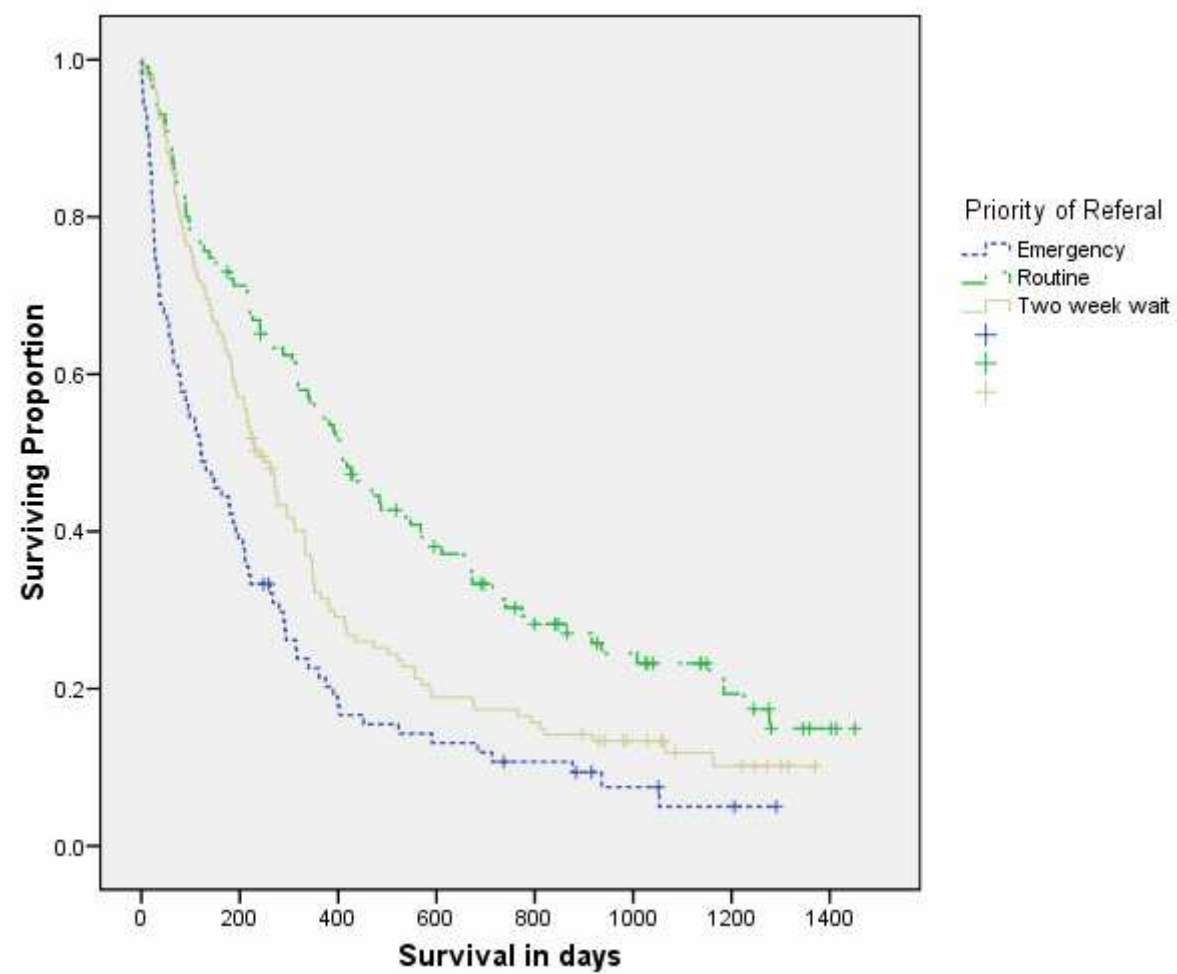 1.0
0.8
0.6
0.4
0.2
0.0
Surviving Proportion
0 200 400 600 800 1000 1200 1400
Survival in days
Priority of Referal
Emergency
Routine
Two week wait